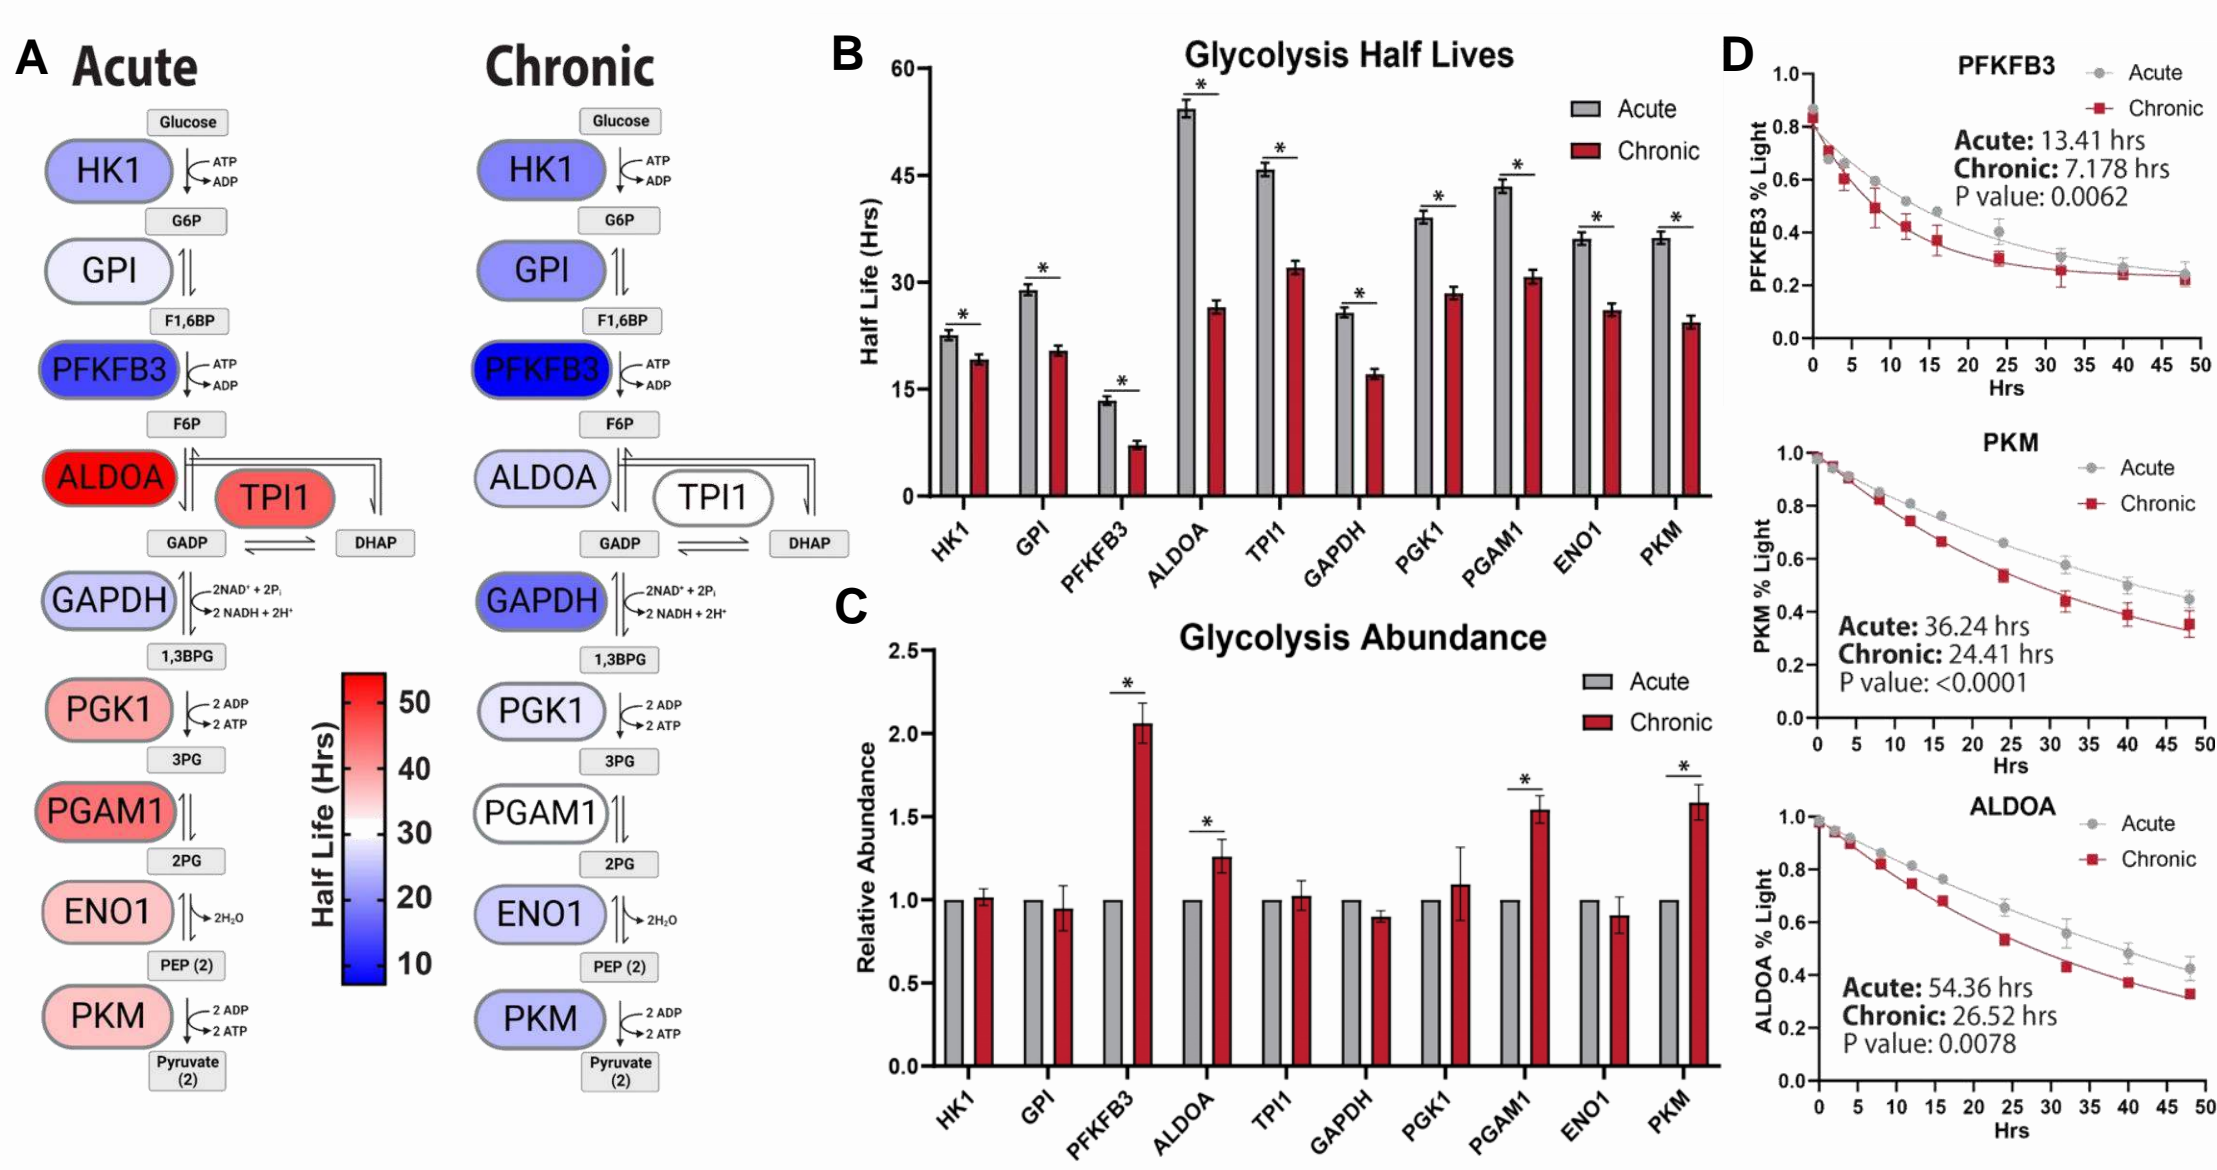 A
Acute
Glucose
HK1
ATP
ADP
G6P
GPI
F1,6BP
PFKFB3
ATP
ADP
F6P
ALDOA
TPI1
GADP
DHAP
GAPDH
2NAD⁺ + 2Pᵢ
2 NADH + 2H⁺
1,3BPG
PGK1
2 ADP
2 ATP
3PG
PGAM1
2PG
ENO1
2H₂O
PEP (2)
PKM
2 ADP
2 ATP
Pyruvate
(2)
Half Life (Hrs)
50
40
30
20
10
Chronic
Glucose
HK1
ATP
ADP
G6P
GPI
F1,6BP
PFKFB3
ATP
ADP
F6P
ALDOA
TPI1
GADP
DHAP
GAPDH
2NAD⁺ + 2Pᵢ
2 NADH + 2H⁺
1,3BPG
PGK1
2 ADP
2 ATP
3PG
PGAM1
2PG
ENO1
2H₂O
PEP (2)
PKM
2 ADP
2 ATP
Pyruvate
(2)
B
Glycolysis Half Lives
Acute
Chronic
Half Life (Hrs)
60
45
30
15
0
* * * * * * * * * *
HK1 GPI PFKFB3 ALDOA TPI1 GAPDH PGK1 PGAM1 ENO1 PKM
C
Glycolysis Abundance
Acute
Chronic
Relative Abundance
2.5
2.0
1.5
1.0
0.5
0.0
* * * *
HK1 GPI PFKFB3 ALDOA TPI1 GAPDH PGK1 PGAM1 ENO1 PKM
D
PFKFB3
Acute
Chronic
Acute: 13.41 hrs
Chronic: 7.178 hrs
P value: 0.0062
PFKFB3 % Light
1.0
0.8
0.6
0.4
0.2
0.0
0 5 10 15 20 25 30 35 40 45 50
Hrs
PKM
Acute
Chronic
Acute: 36.24 hrs
Chronic: 24.41 hrs
P value: <0.0001
PKM % Light
1.0
0.8
0.6
0.4
0.2
0.0
0 5 10 15 20 25 30 35 40 45 50
Hrs
ALDOA
Acute
Chronic
Acute: 54.36 hrs
Chronic: 26.52 hrs
P value: 0.0078
ALDOA % Light
1.0
0.8
0.6
0.4
0.2
0.0
0 5 10 15 20 25 30 35 40 45 50
Hrs